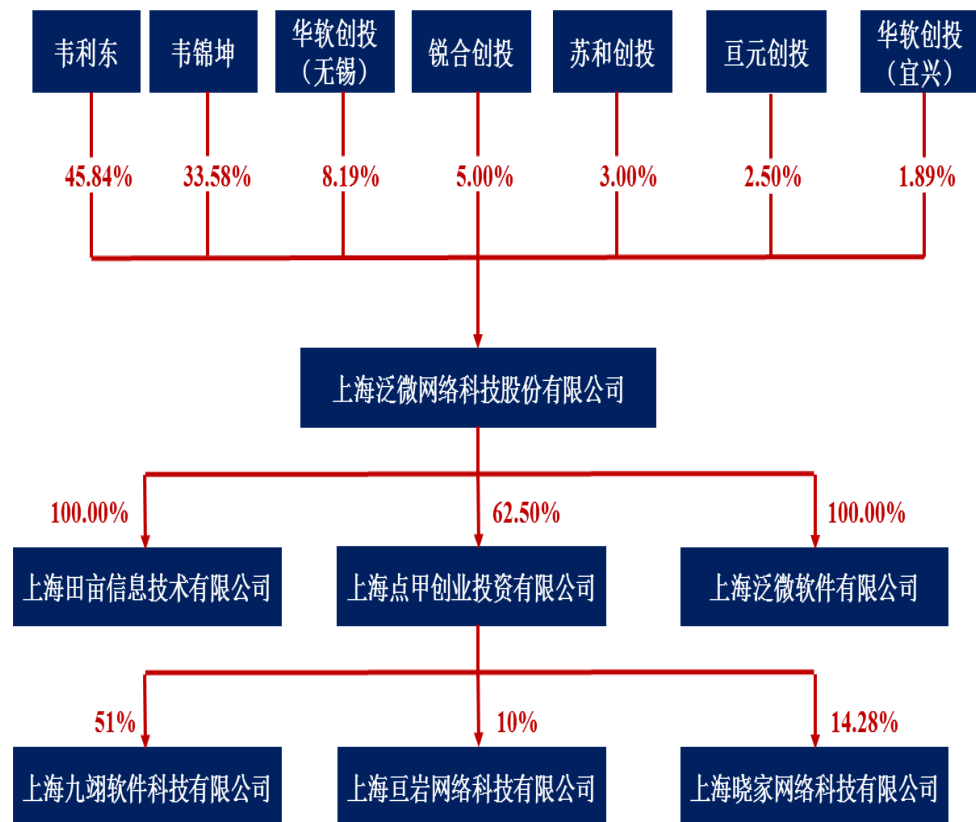 韦利东
韦锦坤
华软创投
（无锡）
锐合创投
苏和创投
亘元创投
华软创投
（宜兴）
45.84%
33.58%
8.19%
5.00%
3.00%
2.50%
1.89%
上海泛微网络科技股份有限公司
100.00%
62.50%
100.00%
上海田亩信息技术有限公司
上海点甲创业投资有限公司
上海泛微软件有限公司
51%
10%
14.28%
上海九翊软件科技有限公司
上海亘岩网络科技有限公司
上海晓家网络科技有限公司